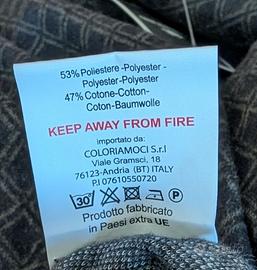 53% Poliestere -Polyester -
Polyester-Polyester
47% Cotone-Cotton-
Coton-Baumwolle
KEEP AWAY FROM FIRE
importato da:
COLORIAMOCI S.r.l
Viale Gramsci, 18
76123-Andria (BT) ITALY
P.I 07610550720
30° P
Prodotto fabbricato
in Paesi extra UE